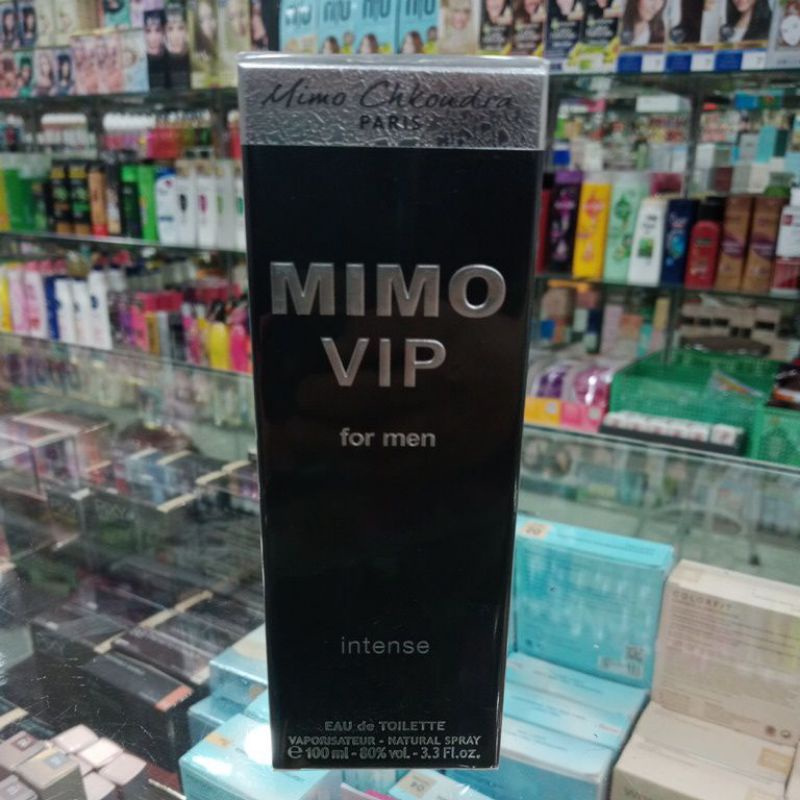 Mimo Chkoudra
PARIS
MIMO
VIP
for men
intense
EAU de TOILETTE
VAPORISATEUR - NATURAL SPRAY
℮ 100 ml - 80% vol. - 3.3 Fl.oz.
COLORFIT